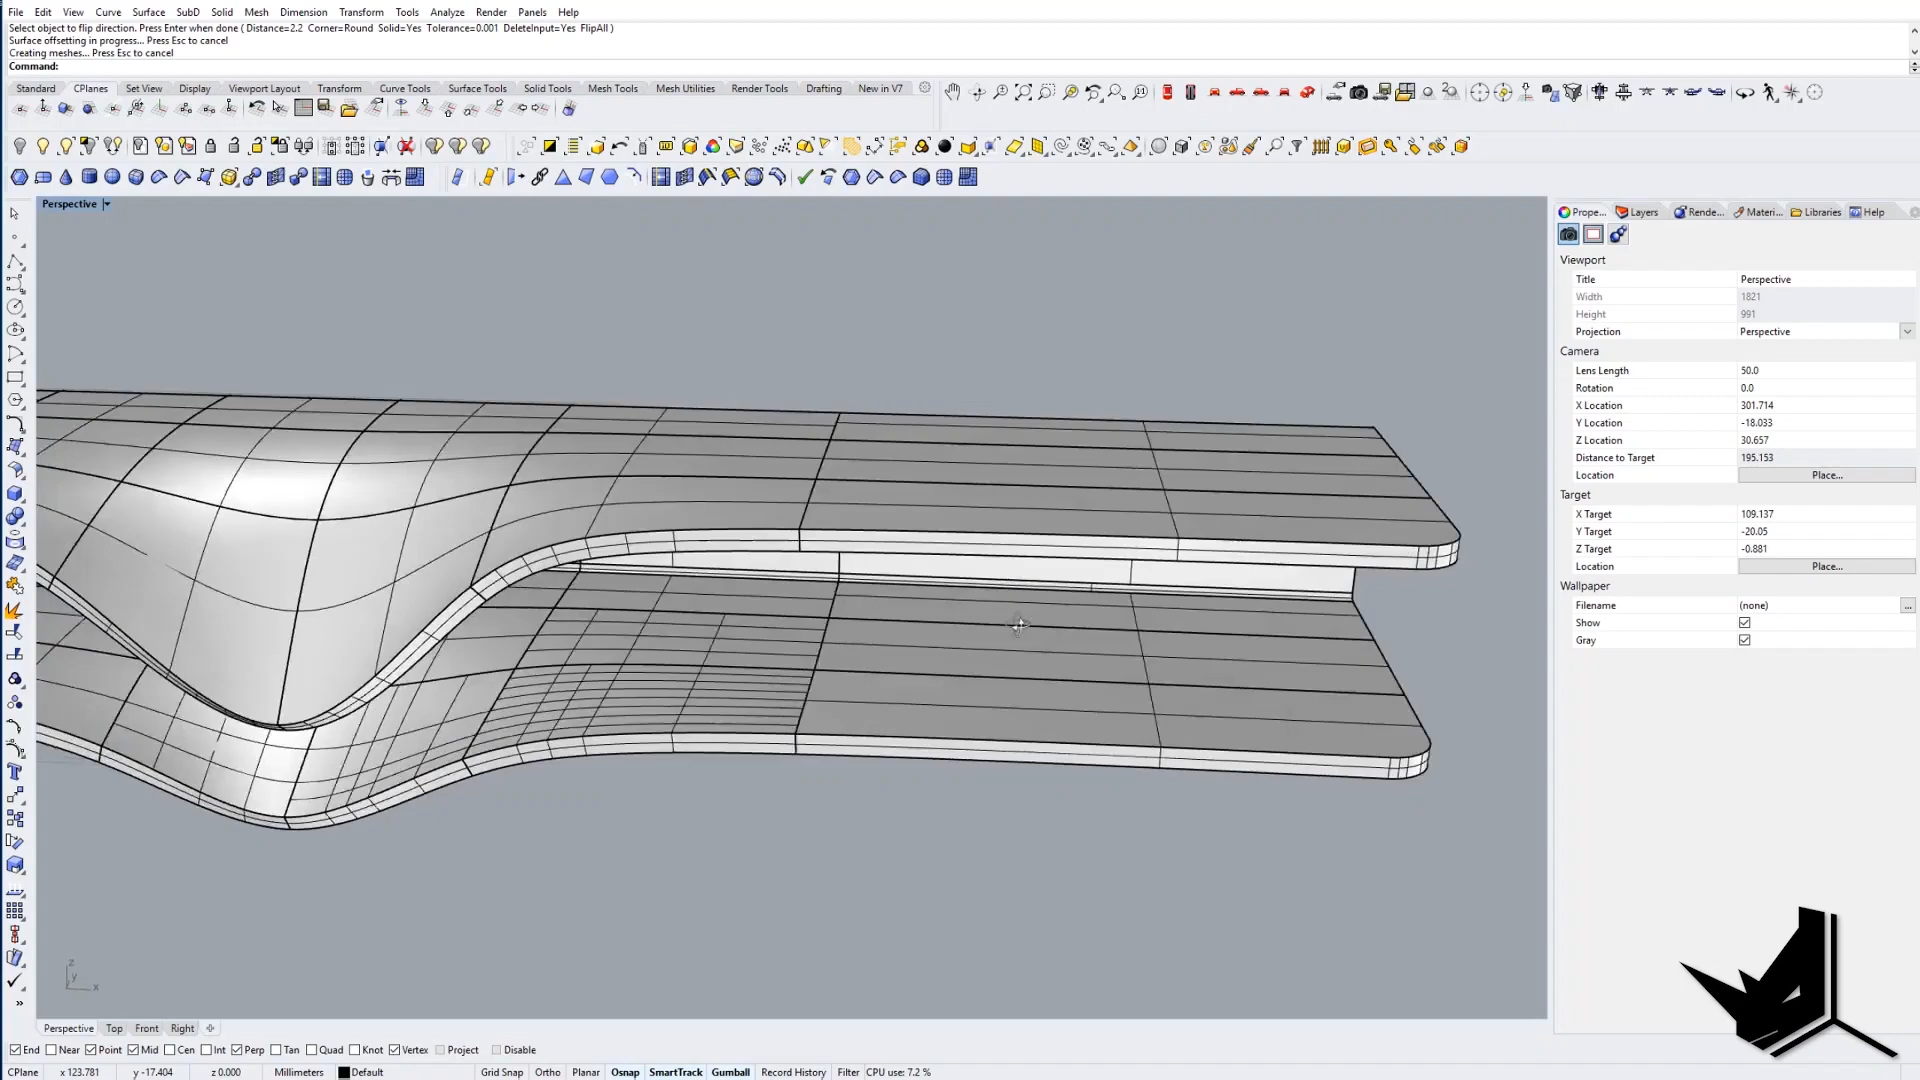 File Edit View Curve Surface SubD Solid Mesh Dimension Transform Tools Analyze Render Panels Help
Select object to flip direction. Press Enter when done ( Distance=2.2 Corner=Round Solid=Yes Tolerance=0.001 DeleteInput=Yes FlipAll )
Surface offsetting in progress... Press Esc to cancel
Creating meshes... Press Esc to cancel
Command:
Standard CPlanes Set View Display Viewport Layout Transform Curve Tools Surface Tools Solid Tools Mesh Tools Mesh Utilities Render Tools Drafting New in V7
Perspective
Prope... Layers Rende... Materi... Libraries Help
Viewport
Title Perspective
Width 1821
Height 991
Projection Perspective
Camera
Lens Length 50.0
Rotation 0.0
X Location 301.714
Y Location -18.033
Z Location 30.657
Distance to Target 195.153
Location Place...
Target
X Target 109.137
Y Target -20.05
Z Target -0.881
Location Place...
Wallpaper
Filename (none) ...
Show
Gray
z
y
x
Perspective Top Front Right
End Near Point Mid Cen Int Perp Tan Quad Knot Vertex Project Disable
CPlane x 123.781 y -17.404 z 0.000 Millimeters Default Grid Snap Ortho Planar Osnap SmartTrack Gumball Record History Filter CPU use: 7.2 %